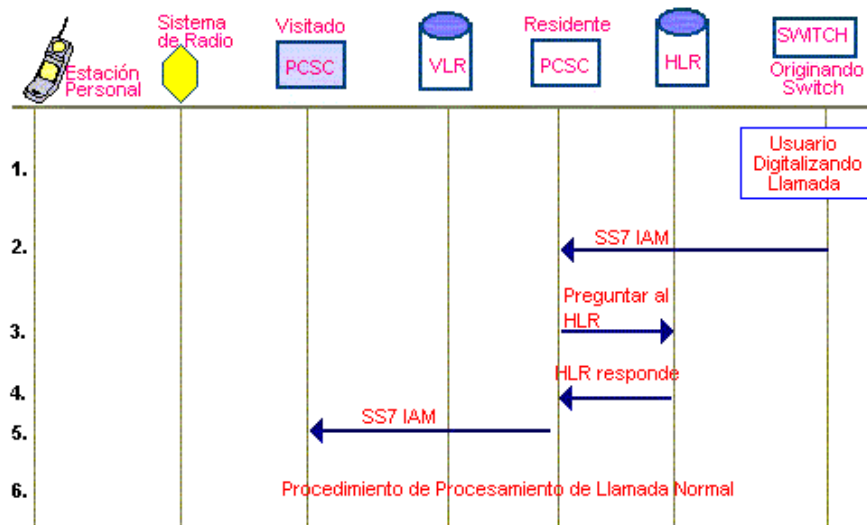 Estación
Personal
Sistema
de Radio
Visitado
PCSC
VLR
Residente
PCSC
HLR
SWITCH
Originando
Switch
1.
Usuario
Digitalizando
Llamada
2.
SS7 IAM
3.
Preguntar al
HLR
4.
HLR responde
5.
SS7 IAM
6.
Procedimiento de Procesamiento de Llamada Normal